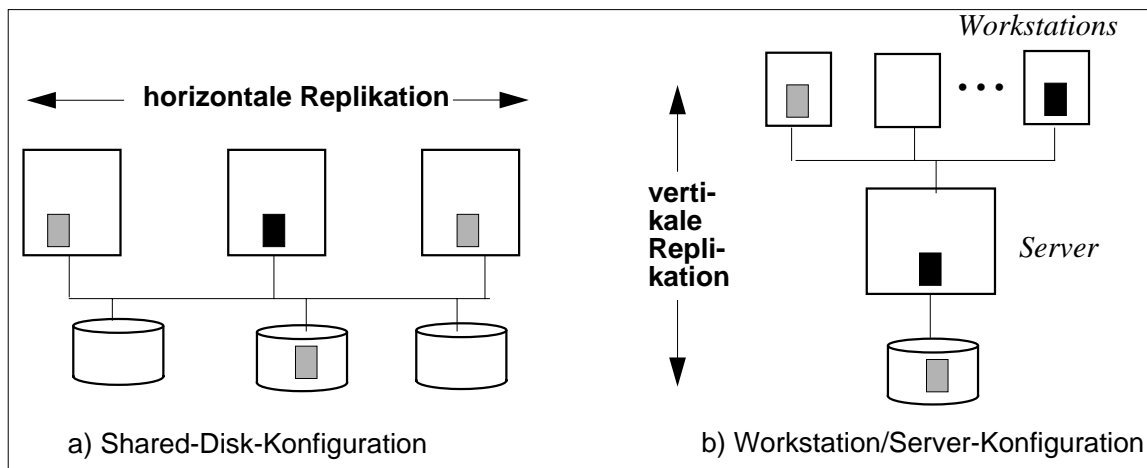 horizontale Replikation
a) Shared-Disk-Konfiguration
Workstations
verti-
kale
Repli-
kation
Server
b) Workstation/Server-Konfiguration